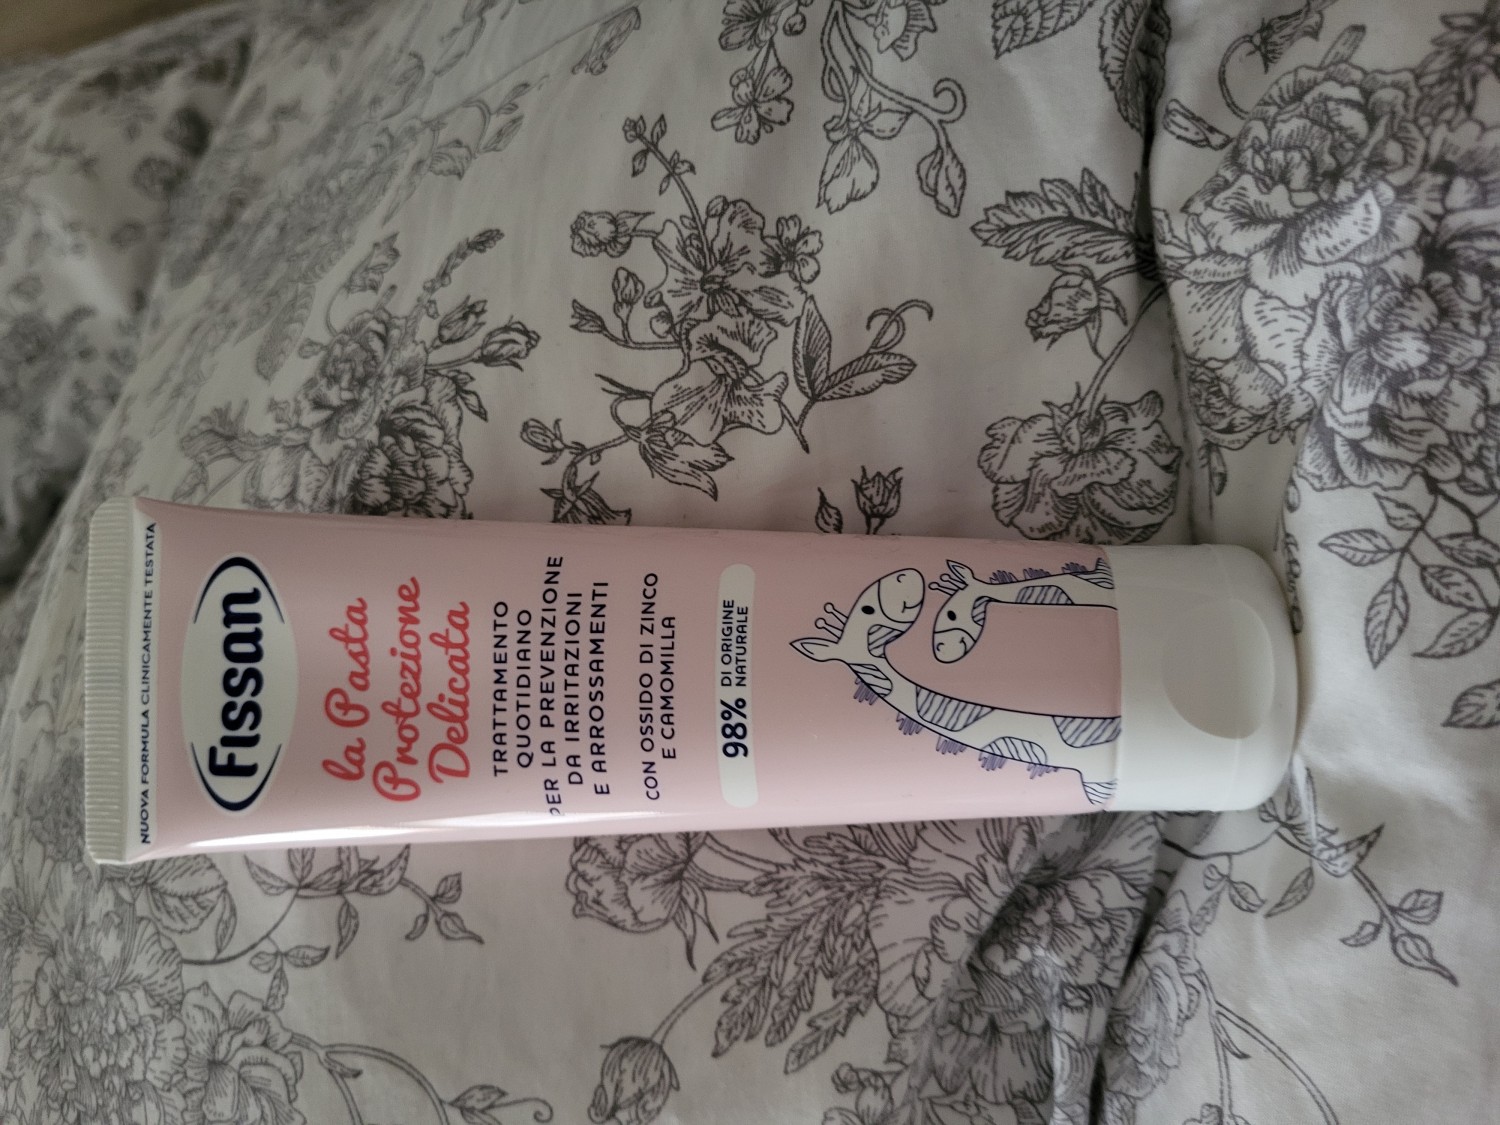 NUOVA FORMULA CLINICAMENTE TESTATA
Fissan
la Pasta
Protezione
Delicata
TRATTAMENTO
QUOTIDIANO
PER LA PREVENZIONE
DA IRRITAZIONI
E ARROSSAMENTI
CON OSSIDO DI ZINCO
E CAMOMILLA
98% DI ORIGINE
NATURALE